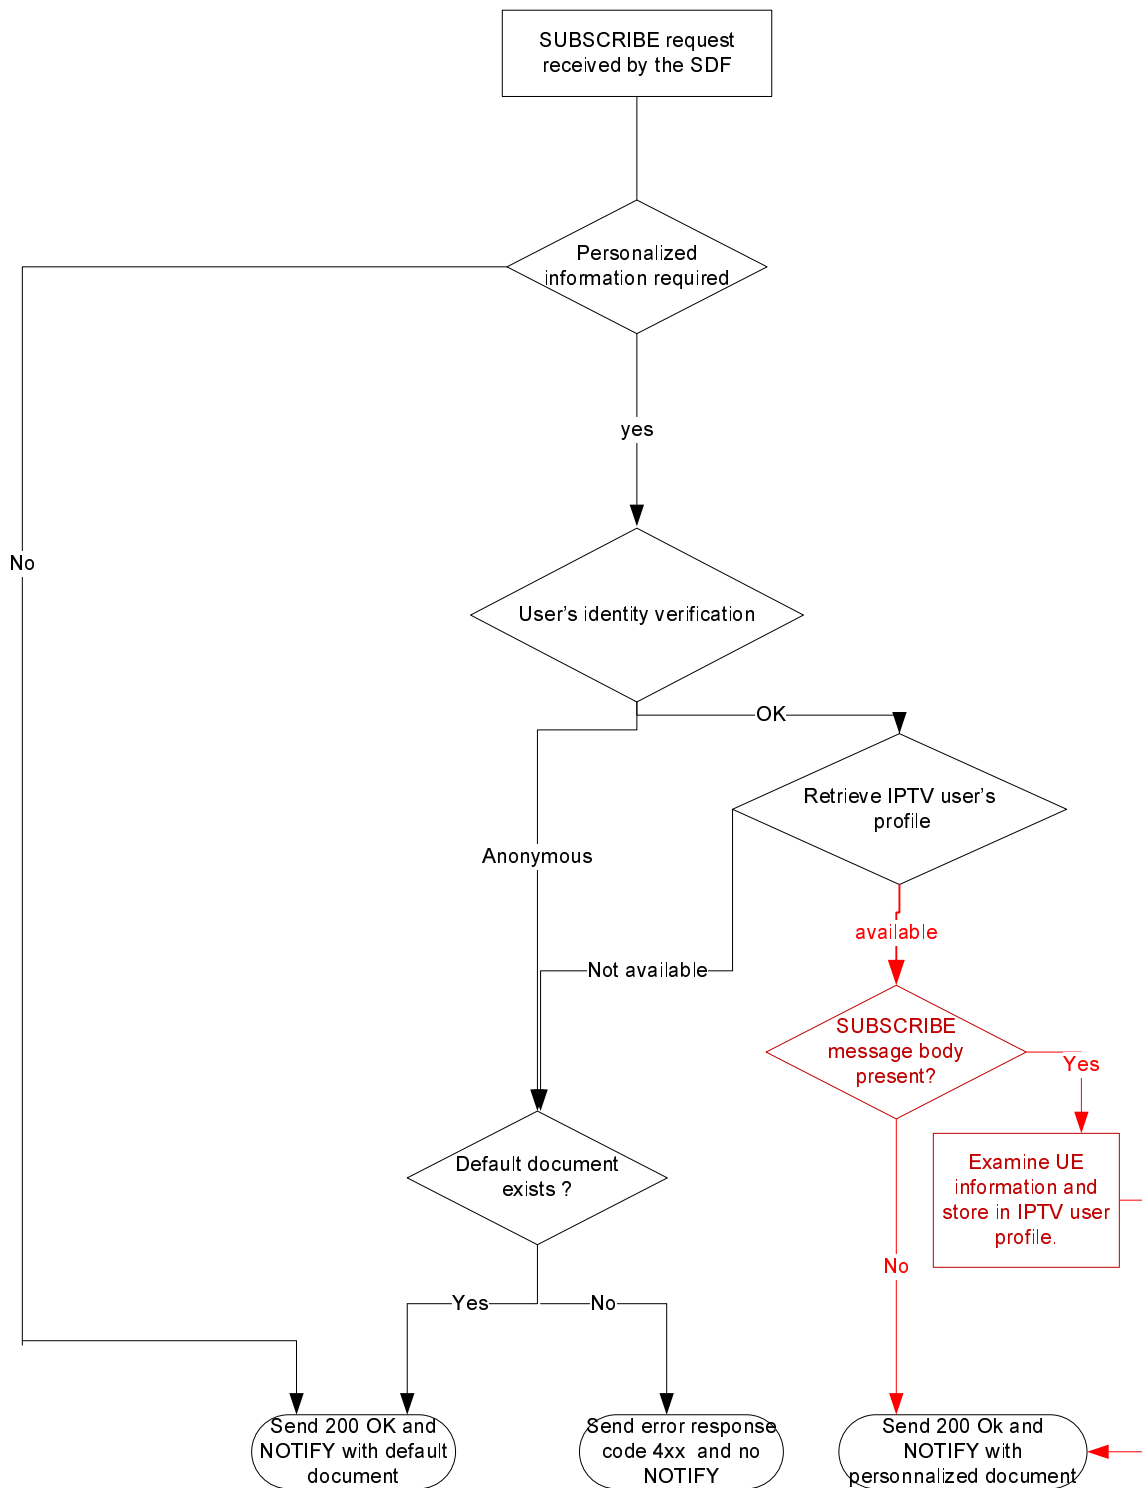 SUBSCRIBE request
received by the SDF
Personalized
information required
yes
No
User's identity verification
OK
Retrieve IPTV user's
profile
Anonymous
available
Not available
SUBSCRIBE
message body
present?
Yes
Default document
exists ?
Examine UE
information and
store in IPTV user
profile.
No
Yes
No
Send 200 OK and
NOTIFY with default
document
Send error response
code 4xx  and no
NOTIFY
Send 200 Ok and
NOTIFY with
personnalized document